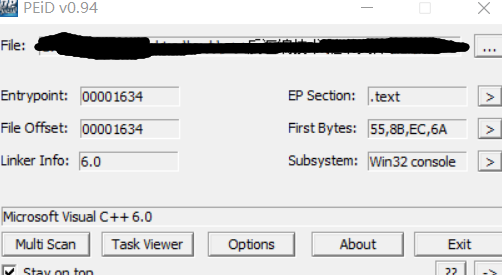 PEiD v0.94
File: ...
Entrypoint: 00001634 EP Section: .text >
File Offset: 00001634 First Bytes: 55,8B,EC,6A >
Linker Info: 6.0 Subsystem: Win32 console >
Microsoft Visual C++ 6.0
Multi Scan Task Viewer Options About Exit
Stay on top ?? ->